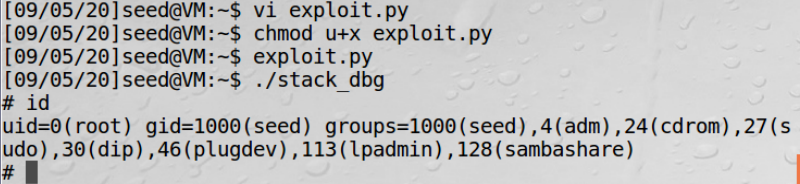 [09/05/20]seed@VM:~$ vi exploit.py
[09/05/20]seed@VM:~$ chmod u+x exploit.py
[09/05/20]seed@VM:~$ exploit.py
[09/05/20]seed@VM:~$ ./stack_dbg
# id
uid=0(root) gid=1000(seed) groups=1000(seed),4(adm),24(cdrom),27(s
udo),30(dip),46(plugdev),113(lpadmin),128(sambashare)
#